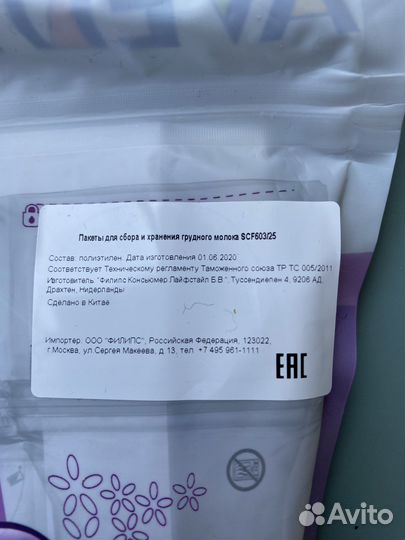 Пакеты для сбора и хранения грудного молока SCF603/25
Состав: полиэтилен. Дата изготовления 01.06.2020.
Соответствует Техническому регламенту Таможенного союза ТР ТС 005/2011
Изготовитель: "Филипс Консьюмер Лайфстайл Б.В.", Туссендиепен 4, 9206 АД,
Драхтен, Нидерланды
Сделано в Китае
Импортер: ООО "ФИЛИПС", Российская Федерация, 123022,
г.Москва, ул.Сергея Макеева, д.13, тел. +7 495 961-1111
ЕАС
Avito